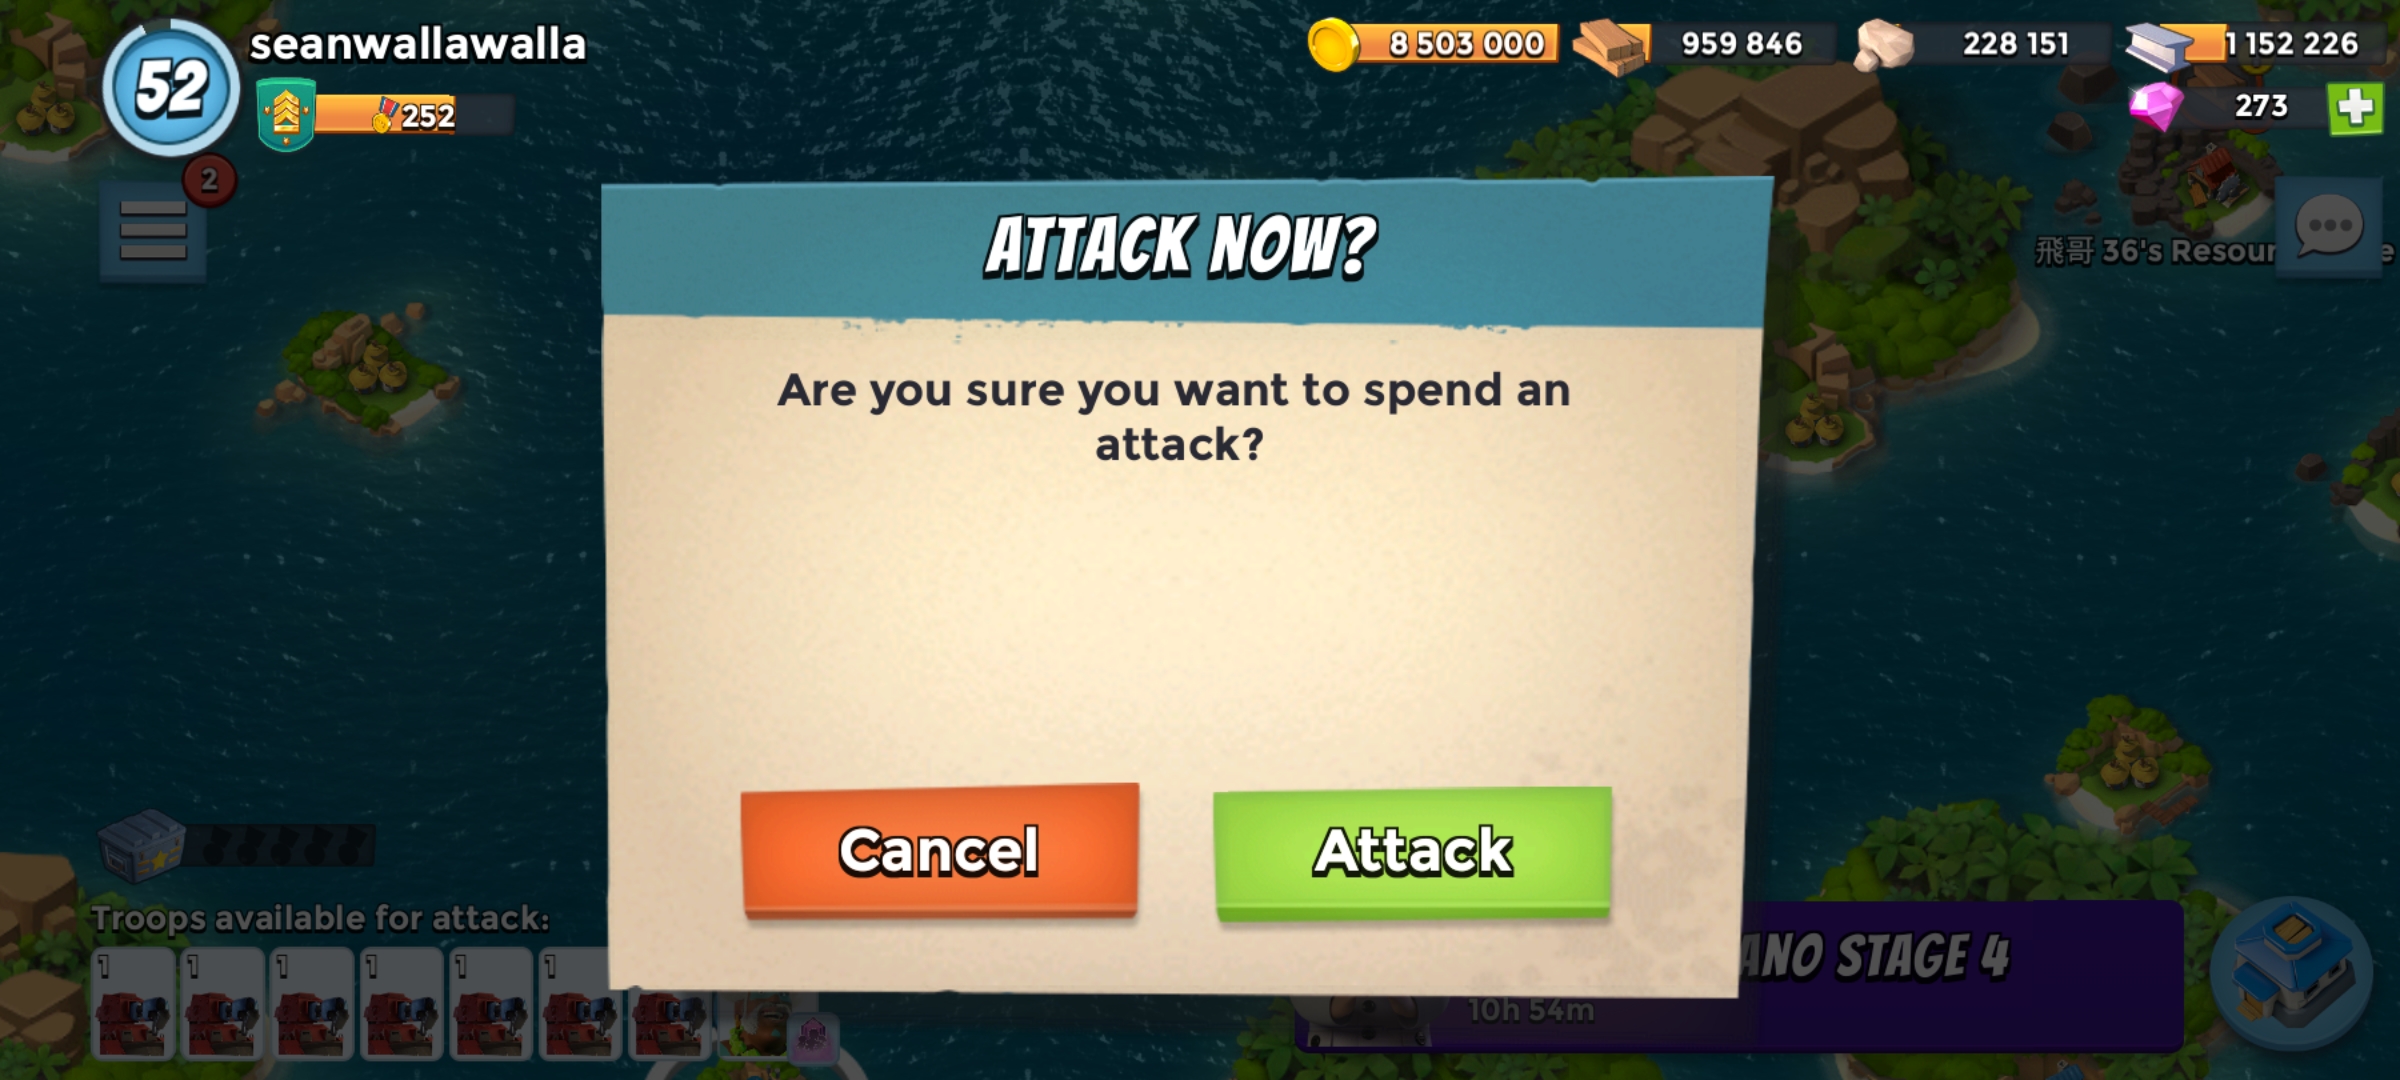 52
seanwallawalla
252
8 503 000
959 846
228 151
1 152 226
273
2
飛哥 36's Resour
e
ATTACK NOW?
Are you sure you want to spend an
attack?
Cancel
Attack
Troops available for attack:
1 1 1 1 1 1
ANO STAGE 4
10h 54m